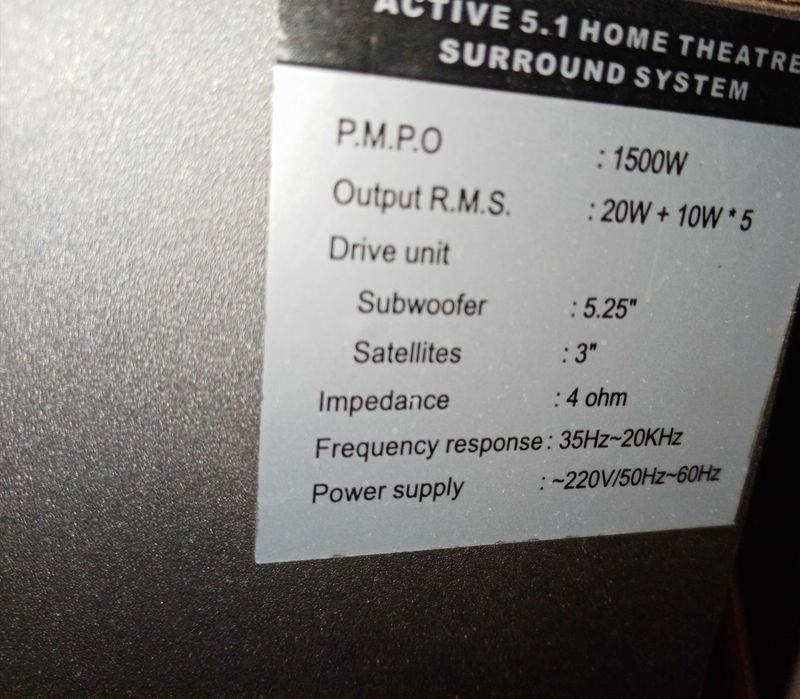 ACTIVE 5.1 HOME THEATRE
SURROUND SYSTEM
P.M.P.O : 1500W
Output R.M.S. : 20W + 10W * 5
Drive unit
Subwoofer : 5.25"
Satellites : 3"
Impedance : 4 ohm
Frequency response : 35Hz~20KHz
Power supply : ~220V/50Hz~60Hz